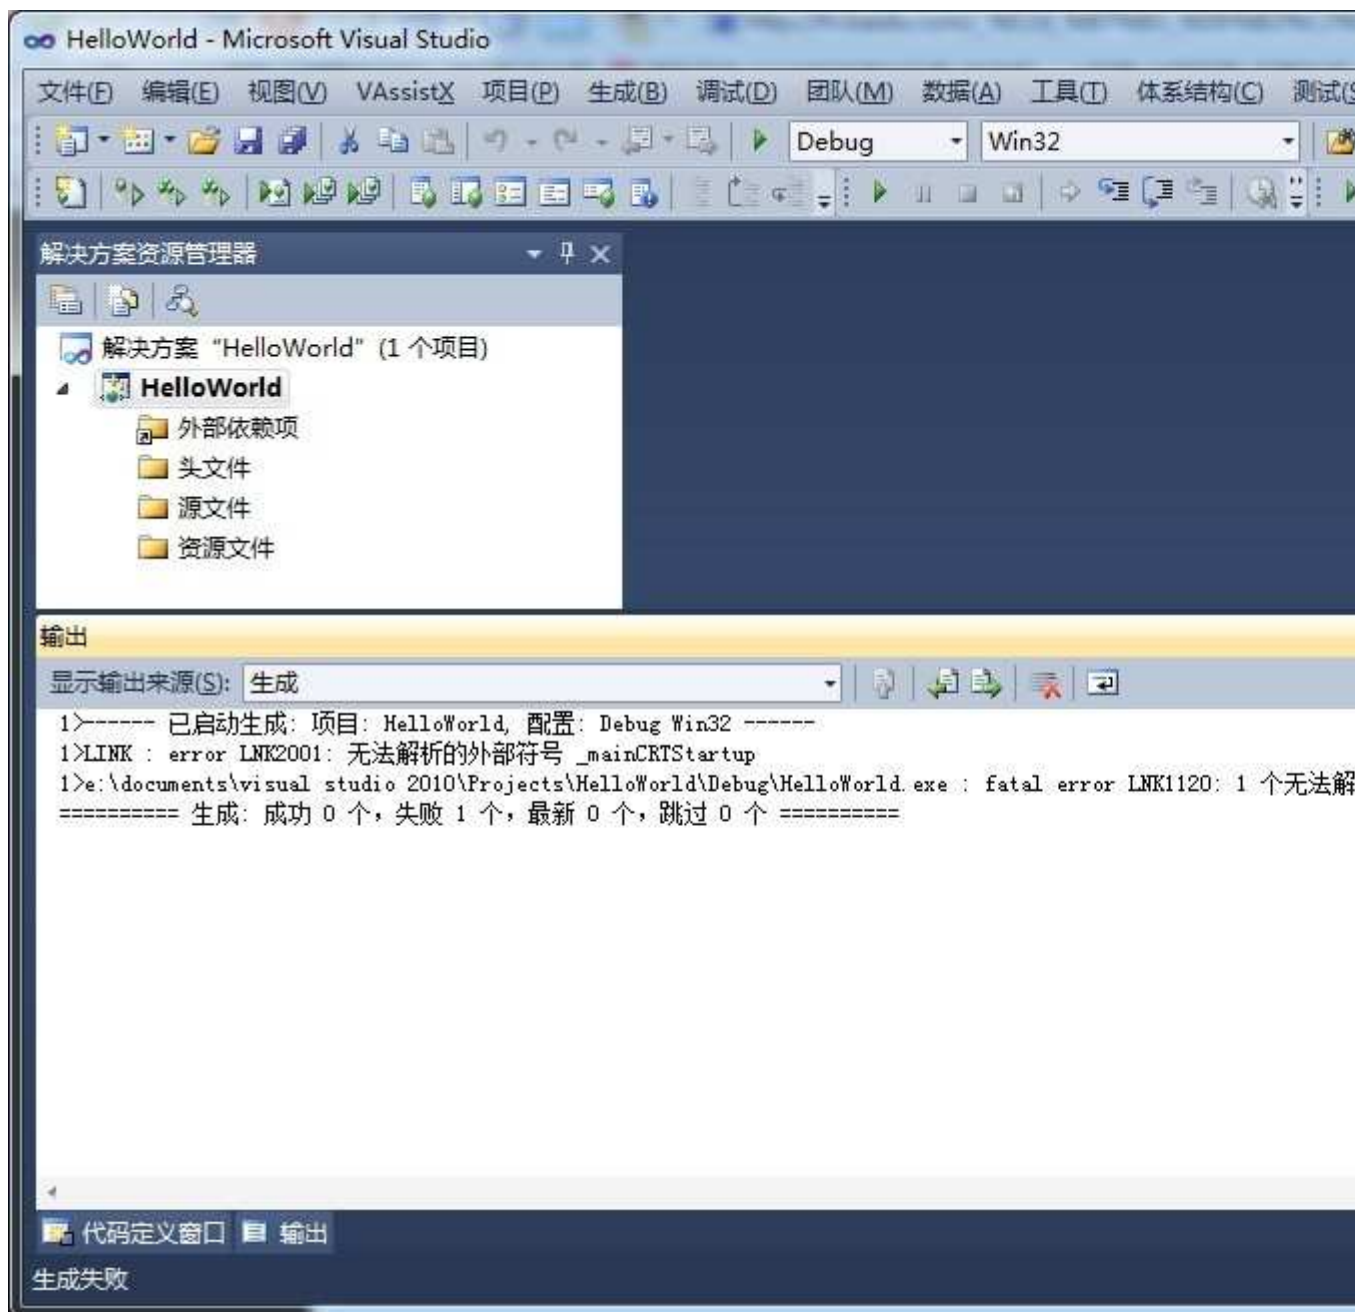 HelloWorld - Microsoft Visual Studio
文件(F) 编辑(E) 视图(V) VAssistX 项目(P) 生成(B) 调试(D) 团队(M) 数据(A) 工具(T) 体系结构(C) 测试(S
Debug Win32
解决方案资源管理器
解决方案 “HelloWorld” (1 个项目)
HelloWorld
外部依赖项
头文件
源文件
资源文件
输出
显示输出来源(S): 生成
1>------ 已启动生成: 项目: HelloWorld, 配置: Debug Win32 ------
1>LINK : error LNK2001: 无法解析的外部符号 _mainCRTStartup
1>e:\documents\visual studio 2010\Projects\HelloWorld\Debug\HelloWorld.exe : fatal error LNK1120: 1 个无法解
========== 生成: 成功 0 个，失败 1 个，最新 0 个，跳过 0 个 ==========
代码定义窗口 输出
生成失败